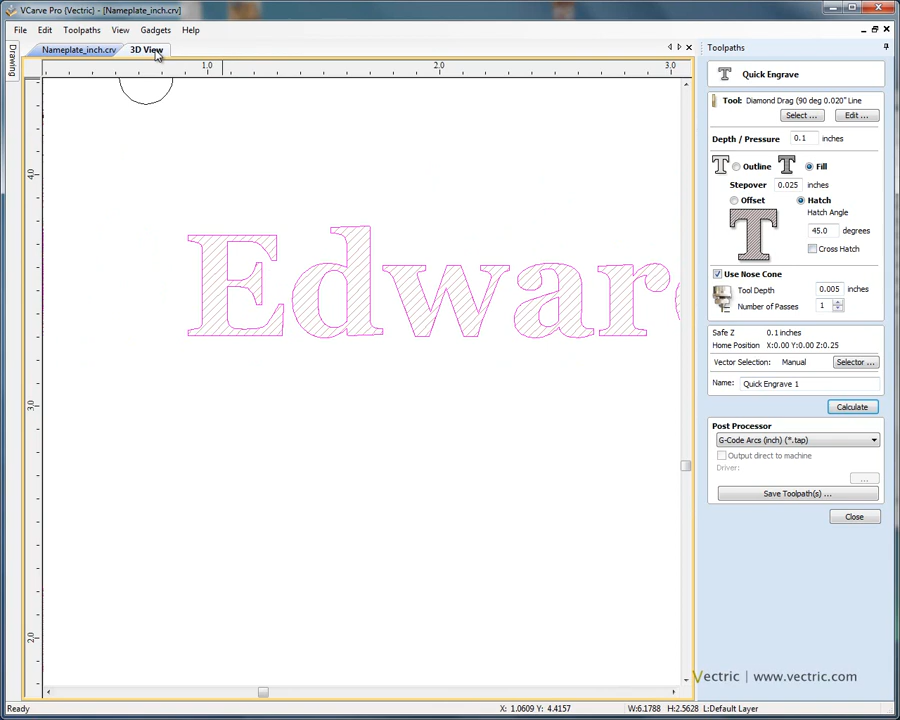 VCarve Pro (Vectric) - [Nameplate_inch.crv]
File Edit Toolpaths View Gadgets Help
Nameplate_inch.crv 3D View
Drawing
1.0 2.0 3.0
4.0
3.0
2.0
Edwar
Toolpaths
Quick Engrave
Tool: Diamond Drag (90 deg 0.020" Line
Select ... Edit ...
Depth / Pressure 0.1 inches
Outline Fill
Stepover 0.025 inches
Offset Hatch
Hatch Angle
45.0 degrees
Cross Hatch
Use Nose Cone
Tool Depth 0.005 inches
Number of Passes 1
Safe Z 0.1 inches
Home Position X:0.00 Y:0.00 Z:0.25
Vector Selection: Manual Selector ...
Name: Quick Engrave 1
Calculate
Post Processor
G-Code Arcs (inch) (*.tap)
Output direct to machine
Driver:
...
Save Toolpath(s) ...
Close
Vectric | www.vectric.com
Ready X: 1.0609 Y: 4.4157 W:6.1788 H:2.5628 L:Default Layer